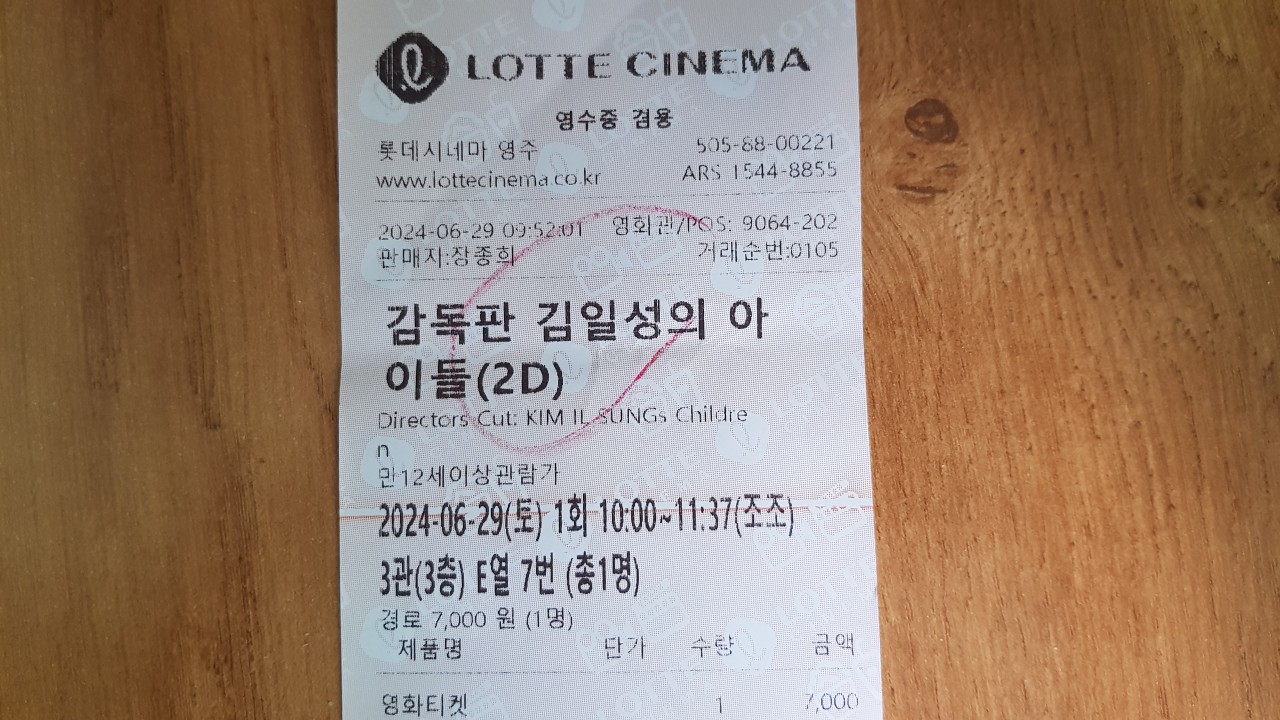 LOTTE CINEMA
영수증 겸용
롯데시네마 영주 505-88-00221
www.lottecinema.co.kr ARS 1544-8855
2024-06-29 09:52:01 영화관/POS: 9064-202
판매자:장종희 거래순번:0105
감독판 김일성의 아
이들(2D)
Directors Cut: KIM IL SUNGs Childre
n
만12세이상관람가
2024-06-29(토) 1회 10:00~11:37(조조)
3관(3층) E열 7번 (총1명)
경로 7,000 원 (1명)
제품명 단가 수량 금액
영화티켓 1 7,000